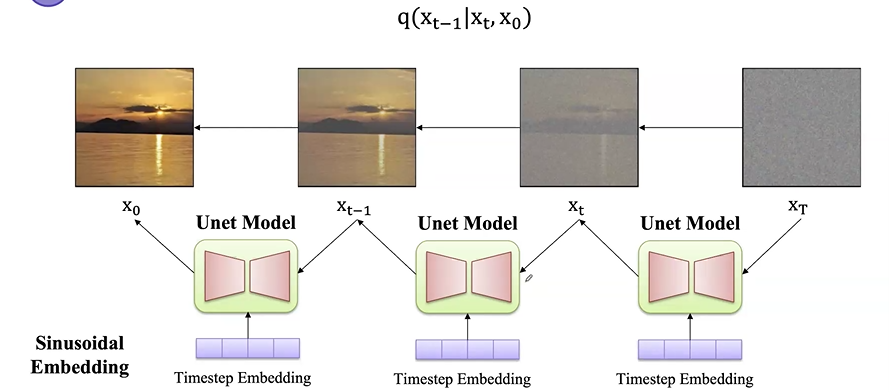 q(x_{t−1}|x_t, x_0)
x_0 x_{t−1} x_t x_T
Unet Model Unet Model Unet Model
Sinusoidal
Embedding
Timestep Embedding Timestep Embedding Timestep Embedding